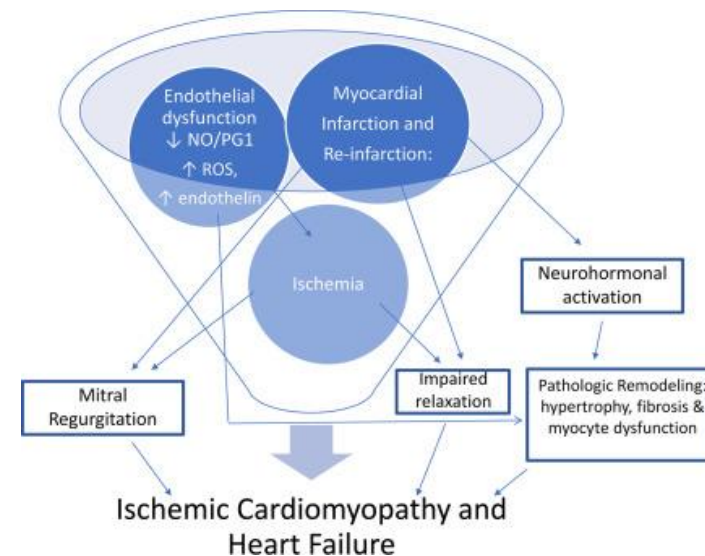 Endothelial
dysfunction
↓ NO/PG1
↑ ROS,
↑ endothelin
Myocardial
Infarction and
Re-infarction:
Ischemia
Neurohormonal
activation
Mitral
Regurgitation
Impaired
relaxation
Pathologic Remodeling:
hypertrophy, fibrosis &
myocyte dysfunction
Ischemic Cardiomyopathy and
Heart Failure